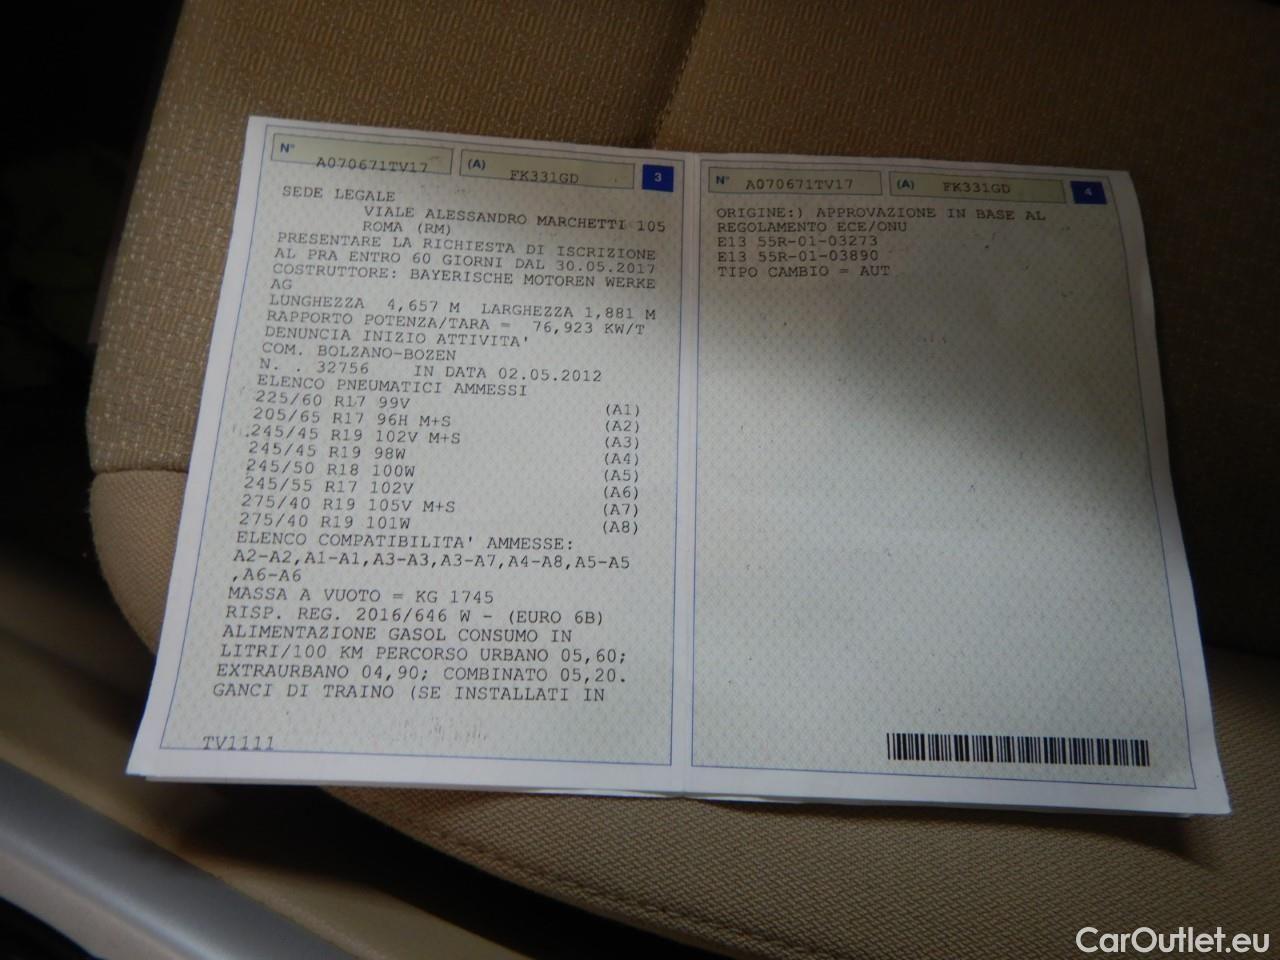 N° A070671TV17 (A) FK331GD 3
SEDE LEGALE
VIALE ALESSANDRO MARCHETTI 105
ROMA (RM)
PRESENTARE LA RICHIESTA DI ISCRIZIONE
AL PRA ENTRO 60 GIORNI DAL 30.05.2017
COSTRUTTORE: BAYERISCHE MOTOREN WERKE
AG
LUNGHEZZA 4,657 M LARGHEZZA 1,881 M
RAPPORTO POTENZA/TARA = 76,923 KW/T
DENUNCIA INIZIO ATTIVITA'
COM. BOLZANO-BOZEN
N. . 32756 IN DATA 02.05.2012
ELENCO PNEUMATICI AMMESSI
225/60 R17 99V (A1)
205/65 R17 96H M+S (A2)
245/45 R19 102V M+S (A3)
245/45 R19 98W (A4)
245/50 R18 100W (A5)
245/55 R17 102V (A6)
275/40 R19 105V M+S (A7)
275/40 R19 101W (A8)
ELENCO COMPATIBILITA' AMMESSE:
A2-A2,A1-A1,A3-A3,A3-A7,A4-A8,A5-A5
,A6-A6
MASSA A VUOTO = KG 1745
RISP. REG. 2016/646 W - (EURO 6B)
ALIMENTAZIONE GASOL CONSUMO IN
LITRI/100 KM PERCORSO URBANO 05,60;
EXTRAURBANO 04,90; COMBINATO 05,20.
GANCI DI TRAINO (SE INSTALLATI IN
TV1111
N° A070671TV17 (A) FK331GD 4
ORIGINE:) APPROVAZIONE IN BASE AL
REGOLAMENTO ECE/ONU
E13 55R-01-03273
E13 55R-01-03890
TIPO CAMBIO = AUT
CarOutlet.eu